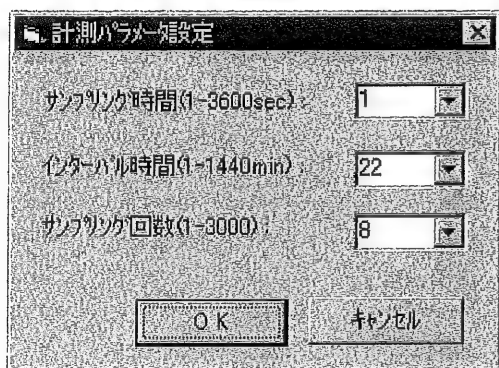 計測パラメータ設定
サンプリング時間(1-3600sec): 1
インターバル時間(1-1440min): 22
サンプリング回数(1-3000): 8
OK キャンセル